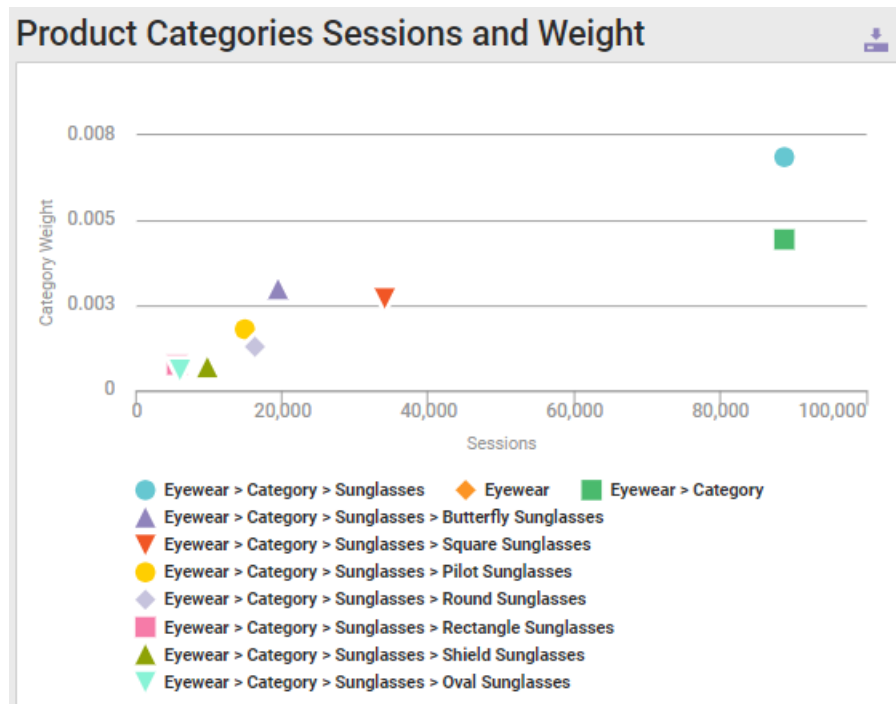 Product Categories Sessions and Weight
0.008
0.005
0.003
0
Category Weight
0 20,000 40,000 60,000 80,000 100,000
Sessions
Eyewear > Category > Sunglasses Eyewear Eyewear > Category
Eyewear > Category > Sunglasses > Butterfly Sunglasses
Eyewear > Category > Sunglasses > Square Sunglasses
Eyewear > Category > Sunglasses > Pilot Sunglasses
Eyewear > Category > Sunglasses > Round Sunglasses
Eyewear > Category > Sunglasses > Rectangle Sunglasses
Eyewear > Category > Sunglasses > Shield Sunglasses
Eyewear > Category > Sunglasses > Oval Sunglasses